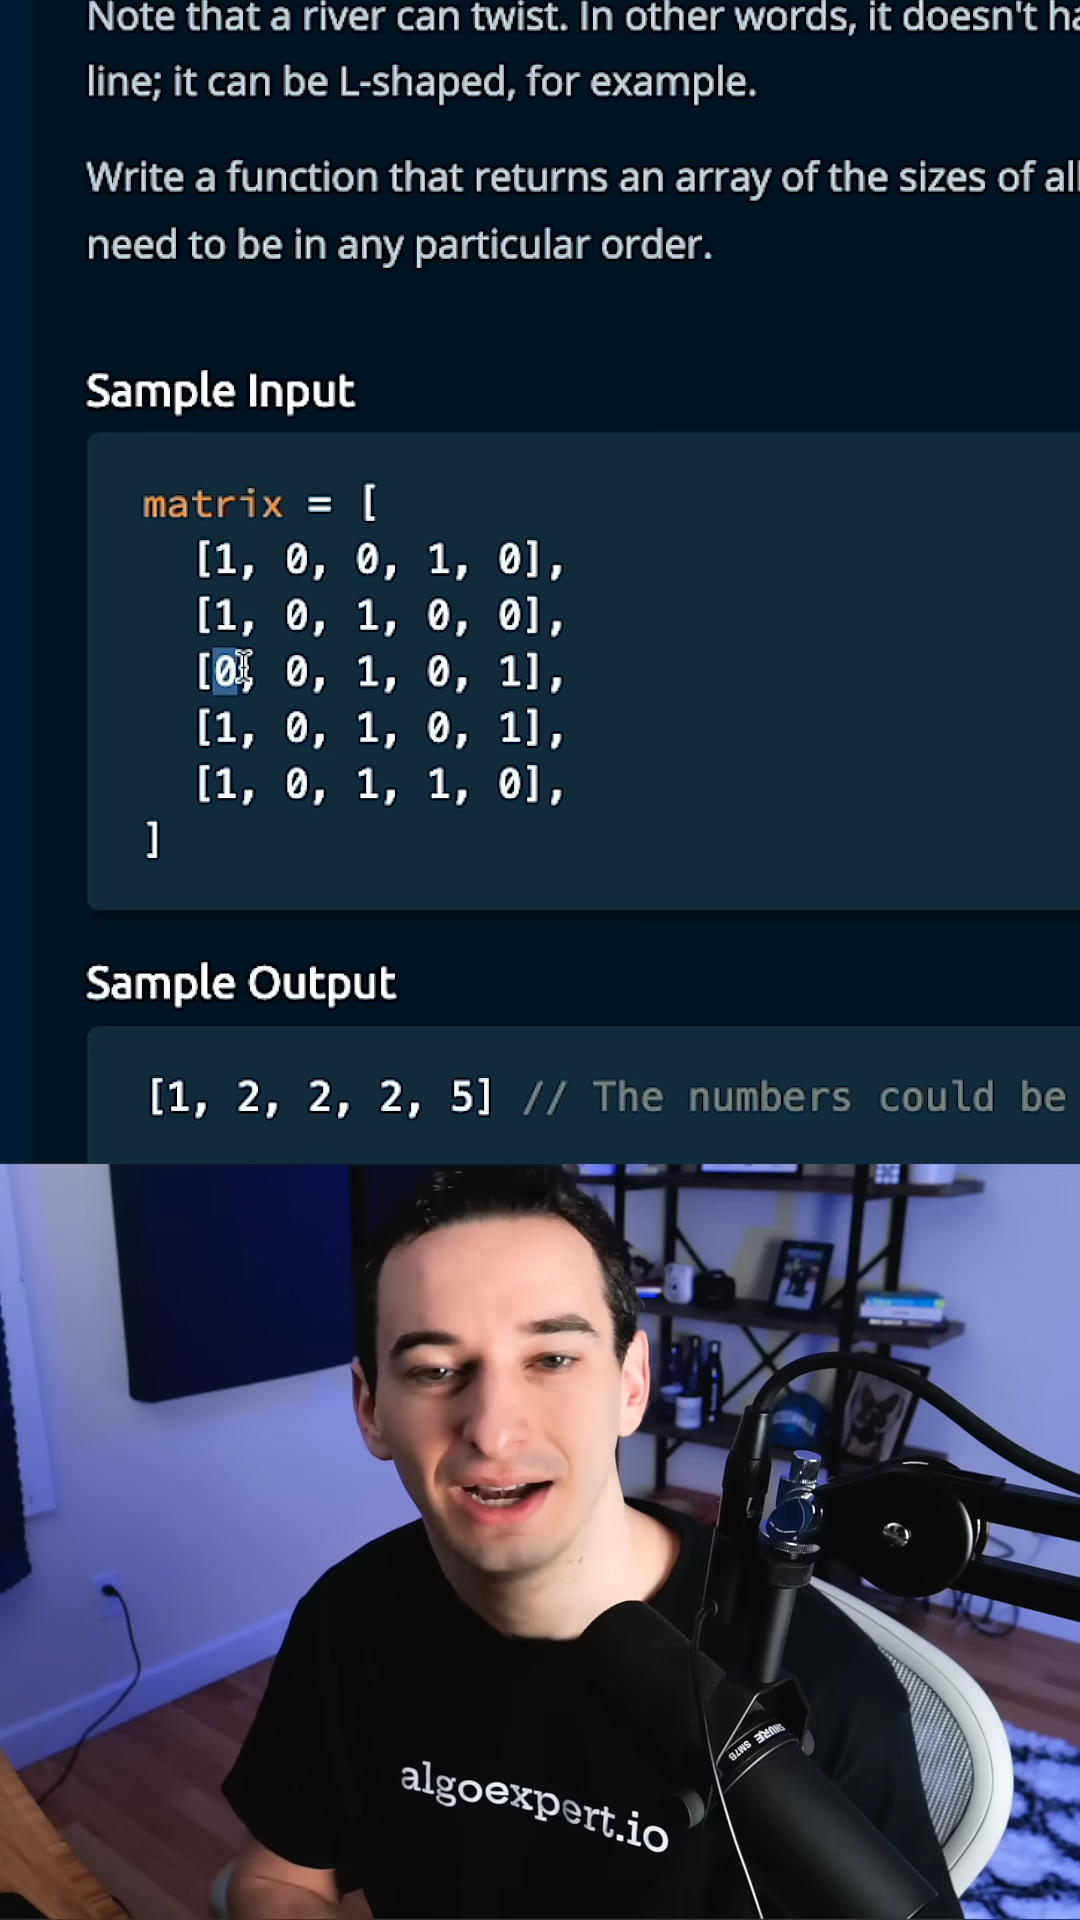 Note that a river can twist. In other words, it doesn't ha
line; it can be L-shaped, for example.
Write a function that returns an array of the sizes of all
need to be in any particular order.
Sample Input
matrix = [
[1, 0, 0, 1, 0],
[1, 0, 1, 0, 0],
[0, 0, 1, 0, 1],
[1, 0, 1, 0, 1],
[1, 0, 1, 1, 0],
]
Sample Output
[1, 2, 2, 2, 5] // The numbers could be
SHURE SM7B
algoexpert.io